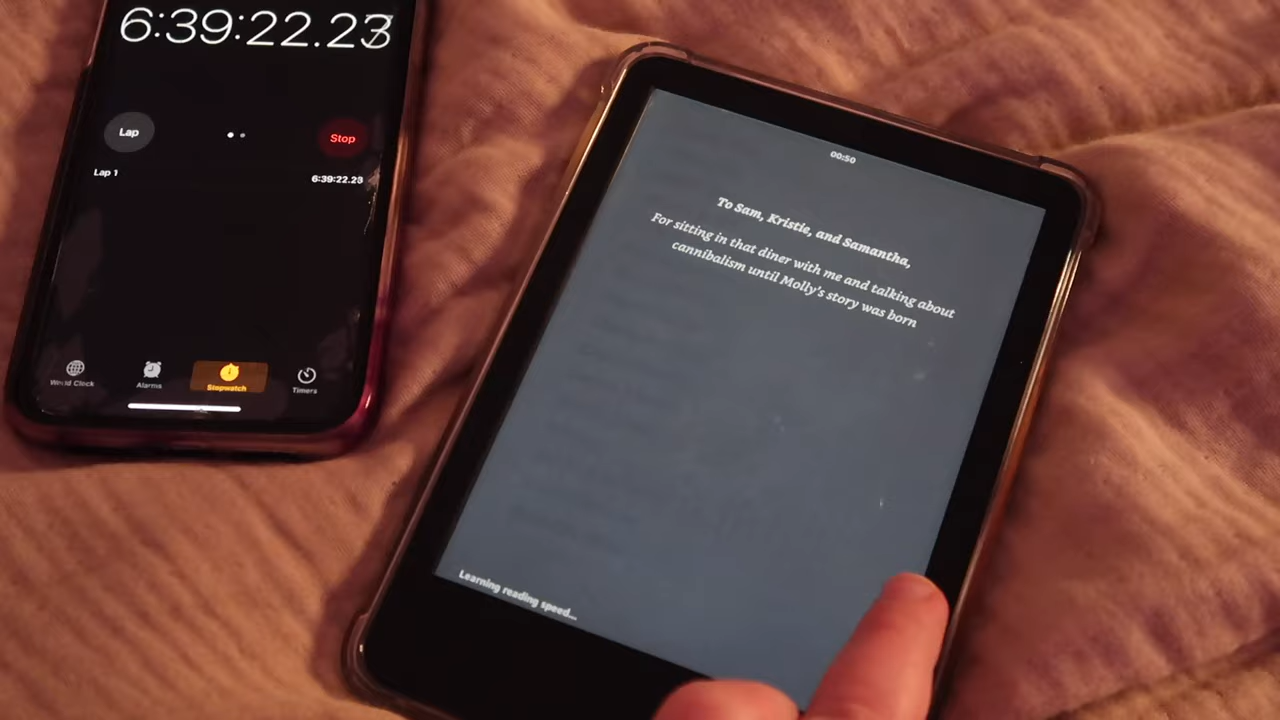 6:39:22.23
Lap
Stop
Lap 1
6:39:22.23
World Clock
Alarms
Stopwatch
Timers
00:50
To Sam, Kristie, and Samantha,
For sitting in that diner with me and talking about
cannibalism until Molly's story was born
Learning reading speed...